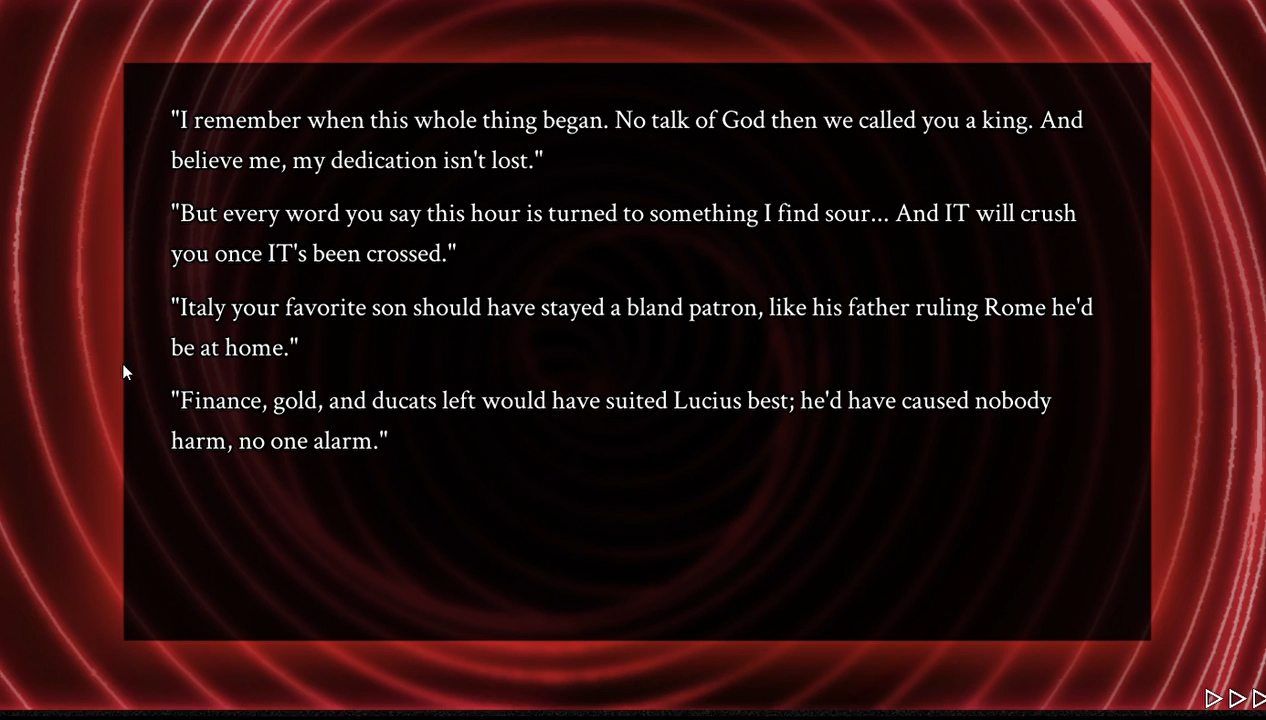 "I remember when this whole thing began. No talk of God then we called you a king. And
believe me, my dedication isn't lost."
"But every word you say this hour is turned to something I find sour... And IT will crush
you once IT's been crossed."
"Italy your favorite son should have stayed a bland patron, like his father ruling Rome he'd
be at home."
"Finance, gold, and ducats left would have suited Lucius best; he'd have caused nobody
harm, no one alarm."